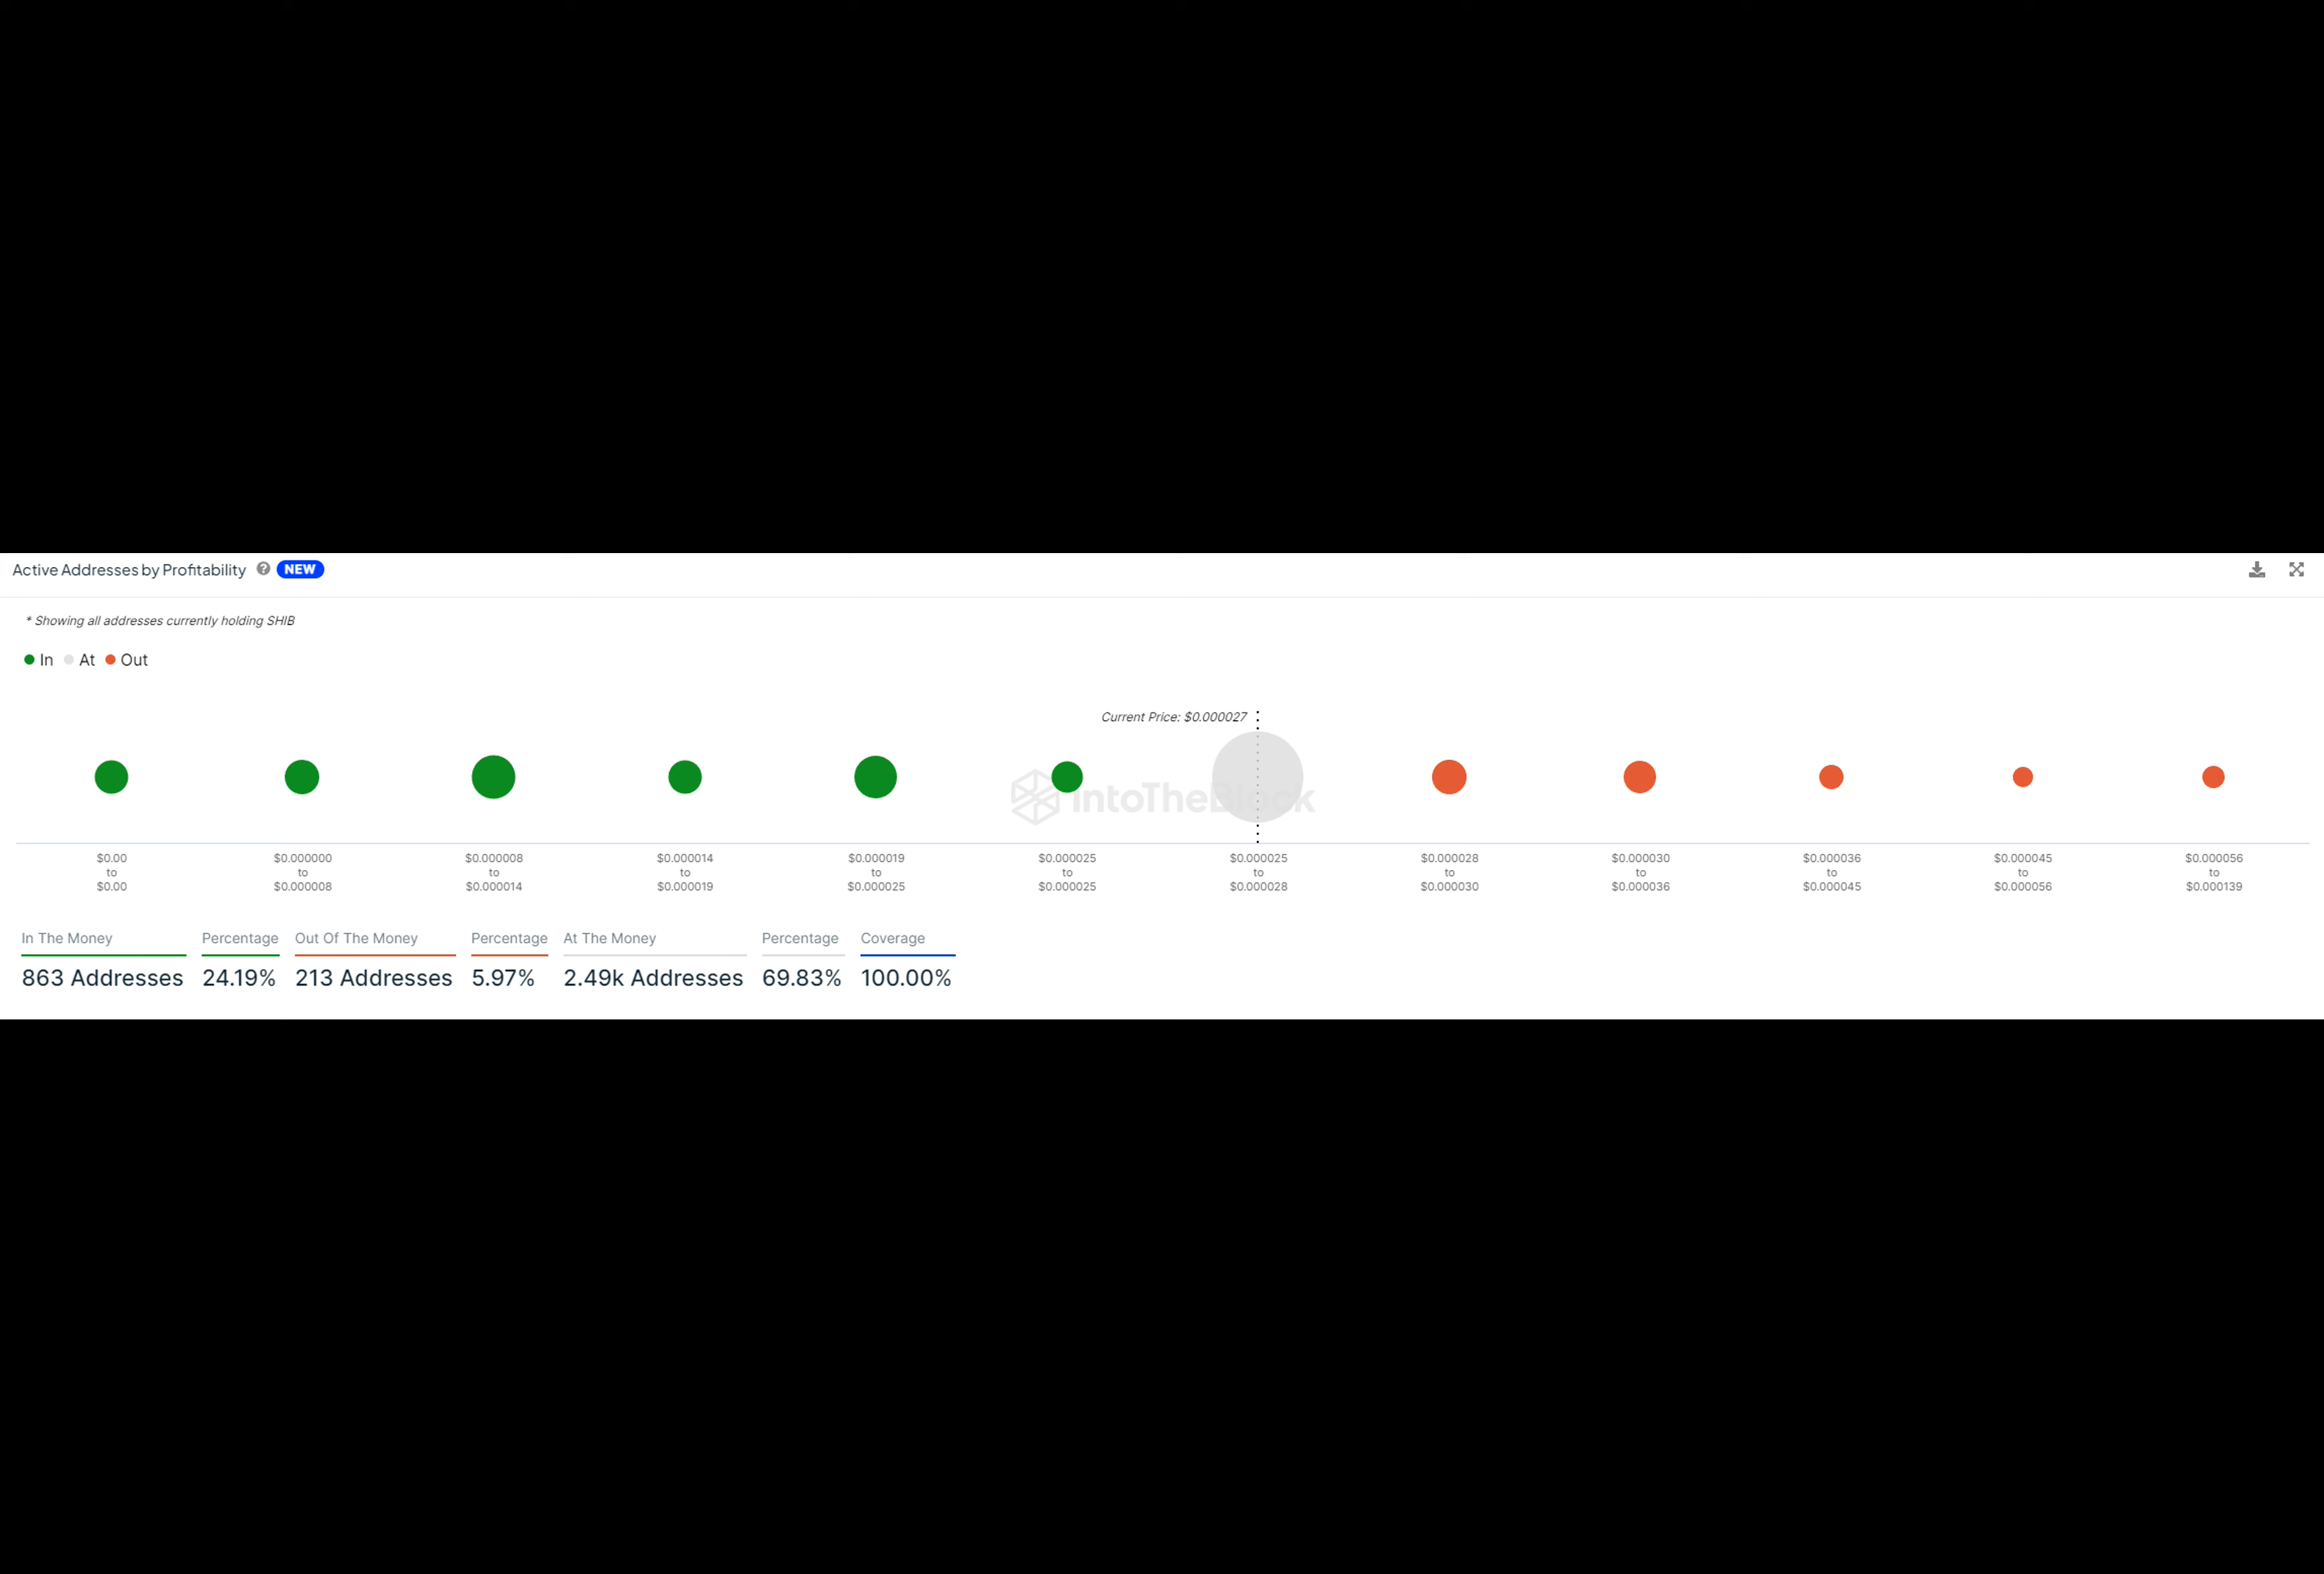 Active Addresses by Profitability ? NEW
* Showing all addresses currently holding SHIB
In At Out
Current Price: $0.000027
IntoTheBlock
$0.00 $0.000000 $0.000008 $0.000014 $0.000019 $0.000025 $0.000025 $0.000028 $0.000030 $0.000036 $0.000045 $0.000056
to to to to to to to to to to to to
$0.00 $0.000008 $0.000014 $0.000019 $0.000025 $0.000025 $0.000028 $0.000030 $0.000036 $0.000045 $0.000056 $0.000139
In The Money Percentage Out Of The Money Percentage At The Money Percentage Coverage
863 Addresses 24.19% 213 Addresses 5.97% 2.49k Addresses 69.83% 100.00%